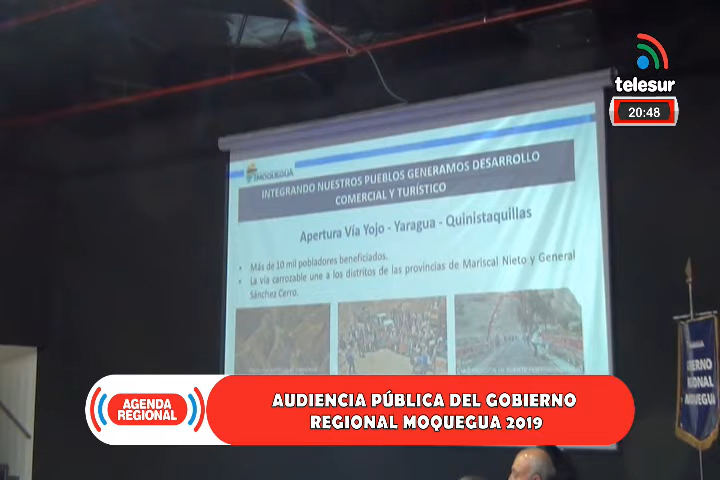 telesur
20:48
MOQUEGUA
INTEGRANDO NUESTROS PUEBLOS GENERAMOS DESARROLLO
COMERCIAL Y TURÍSTICO
Apertura Vía Yojo - Yaragua - Quinistaquillas
• Más de 10 mil pobladores beneficiados.
• La vía carrozable une a los distritos de las provincias de Mariscal Nieto y General
Sánchez Cerro.
GOBIERNO
REGIONAL
MOQUEGUA
AGENDA
REGIONAL
AUDIENCIA PÚBLICA DEL GOBIERNO
REGIONAL MOQUEGUA 2019